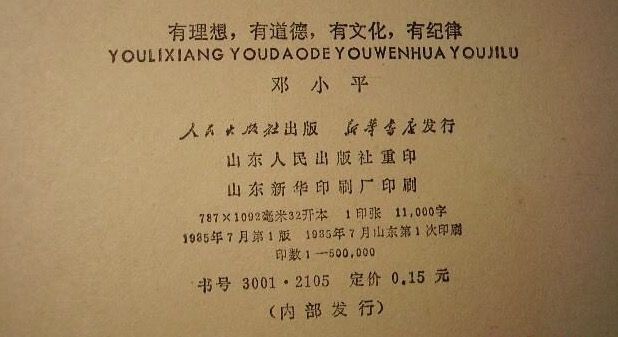 有理想，有道德，有文化，有纪律
YOULIXIANG YOUDAODE YOUWENHUA YOUJILU
邓小平
人民出版社出版 新华书店发行
山东人民出版社重印
山东新华印刷厂印刷
787×1092毫米32开本 1印张 11,000字
1985年7月第1版 1985年7月山东第1次印刷
印数1—500,000
书号 3001·2105 定价 0.15 元
（内部发行）